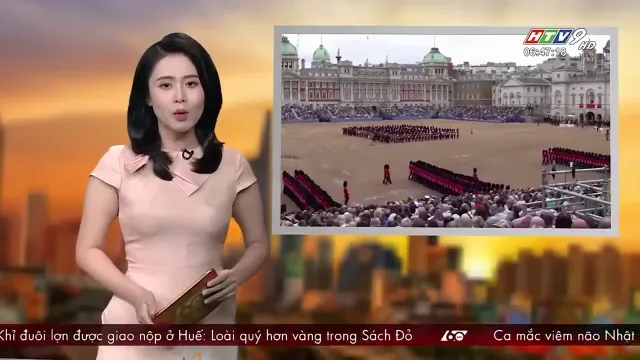 HTV9 HD
06:47:18
Khỉ đuôi lợn được giao nộp ở Huế: Loài quý hơn vàng trong Sách Đỏ
60
Ca mắc viêm não Nhật